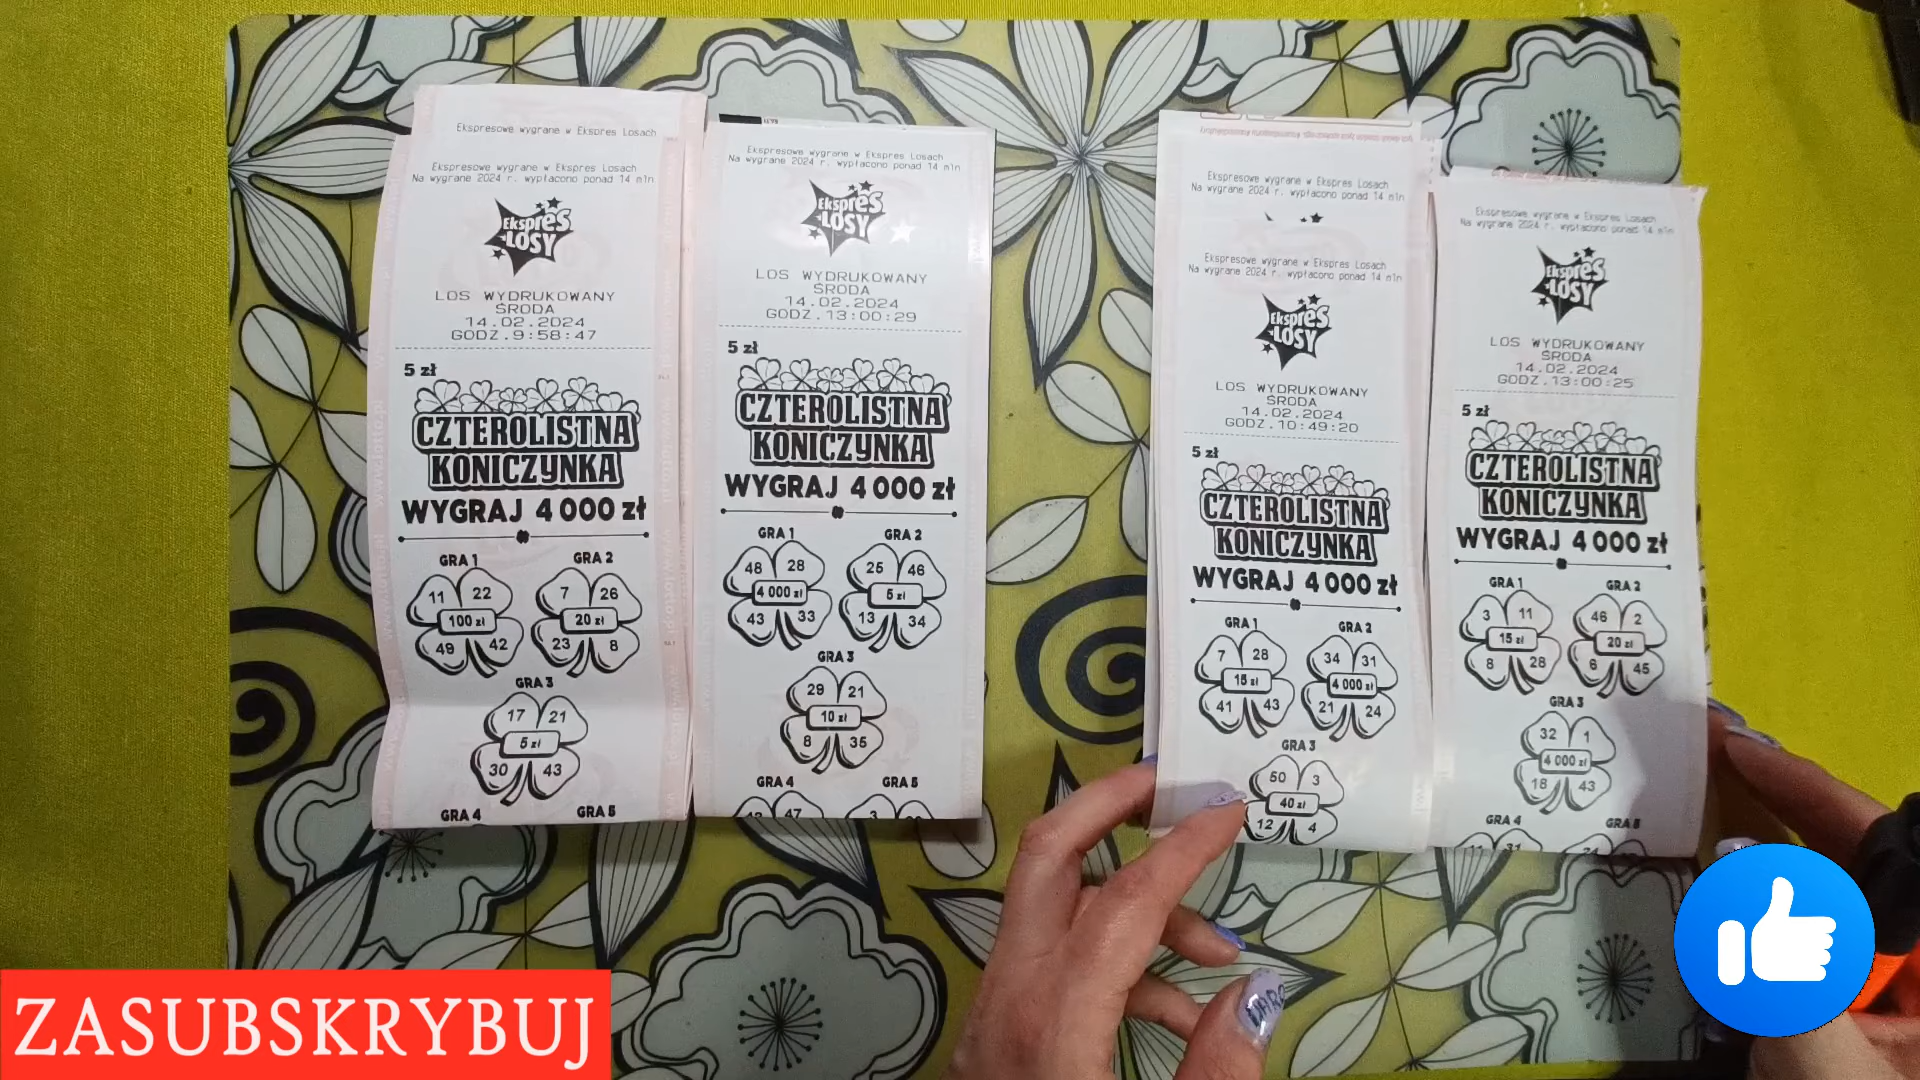 Ekspresowe wygrane w Ekspres Losach
Ekspresowe wygrane w Ekspres Losach
Na wygrane 2024 r. wypłacono ponad 14 mln
Ekspres
LOSY
LOS WYDRUKOWANY
ŚRODA
14.02.2024
GODZ.9:58:47
5 zł
CZTEROLISTNA
KONICZYNKA
WYGRAJ 4 000 zł
GRA 1
GRA 2
11 22
100 zł
49 42
7 26
20 zł
23 8
GRA 3
17 21
5 zł
30 43
GRA 4
GRA 5
Ekspresowe wygrane w Ekspres Losach
Na wygrane 2024 r. wypłacono ponad 14 mln
Ekspres
LOSY
LOS WYDRUKOWANY
ŚRODA
14.02.2024
GODZ.13:00:29
5 zł
CZTEROLISTNA
KONICZYNKA
WYGRAJ 4 000 zł
GRA 1
GRA 2
48 28
4 000 zł
43 33
25 46
5 zł
13 34
GRA 3
29 21
10 zł
8 35
GRA 4
GRA 5
47
Ekspresowe wygrane w Ekspres Losach
Na wygrane 2024 r. wypłacono ponad 14 mln
Ekspresowe wygrane w Ekspres Losach
Na wygrane 2024 r. wypłacono ponad 14 mln
Ekspres
LOSY
LOS WYDRUKOWANY
ŚRODA
14.02.2024
GODZ.10:49:20
5 zł
CZTEROLISTNA
KONICZYNKA
WYGRAJ 4 000 zł
GRA 1
GRA 2
7 28
15 zł
41 43
34 31
4 000 zł
21 24
GRA 3
50 3
40 zł
12 4
Ekspresowe wygrane w Ekspres Losach
Na wygrane 2024 r. wypłacono ponad 14 mln
Ekspres
LOSY
LOS WYDRUKOWANY
ŚRODA
14.02.2024
GODZ.13:00:25
5 zł
CZTEROLISTNA
KONICZYNKA
WYGRAJ 4 000 zł
GRA 1
GRA 2
3 11
15 zł
8 28
46 2
20 zł
6 45
GRA 3
32 1
4 000 zł
18 43
GRA 4
GRA 5
ZASUBSKRYBUJ